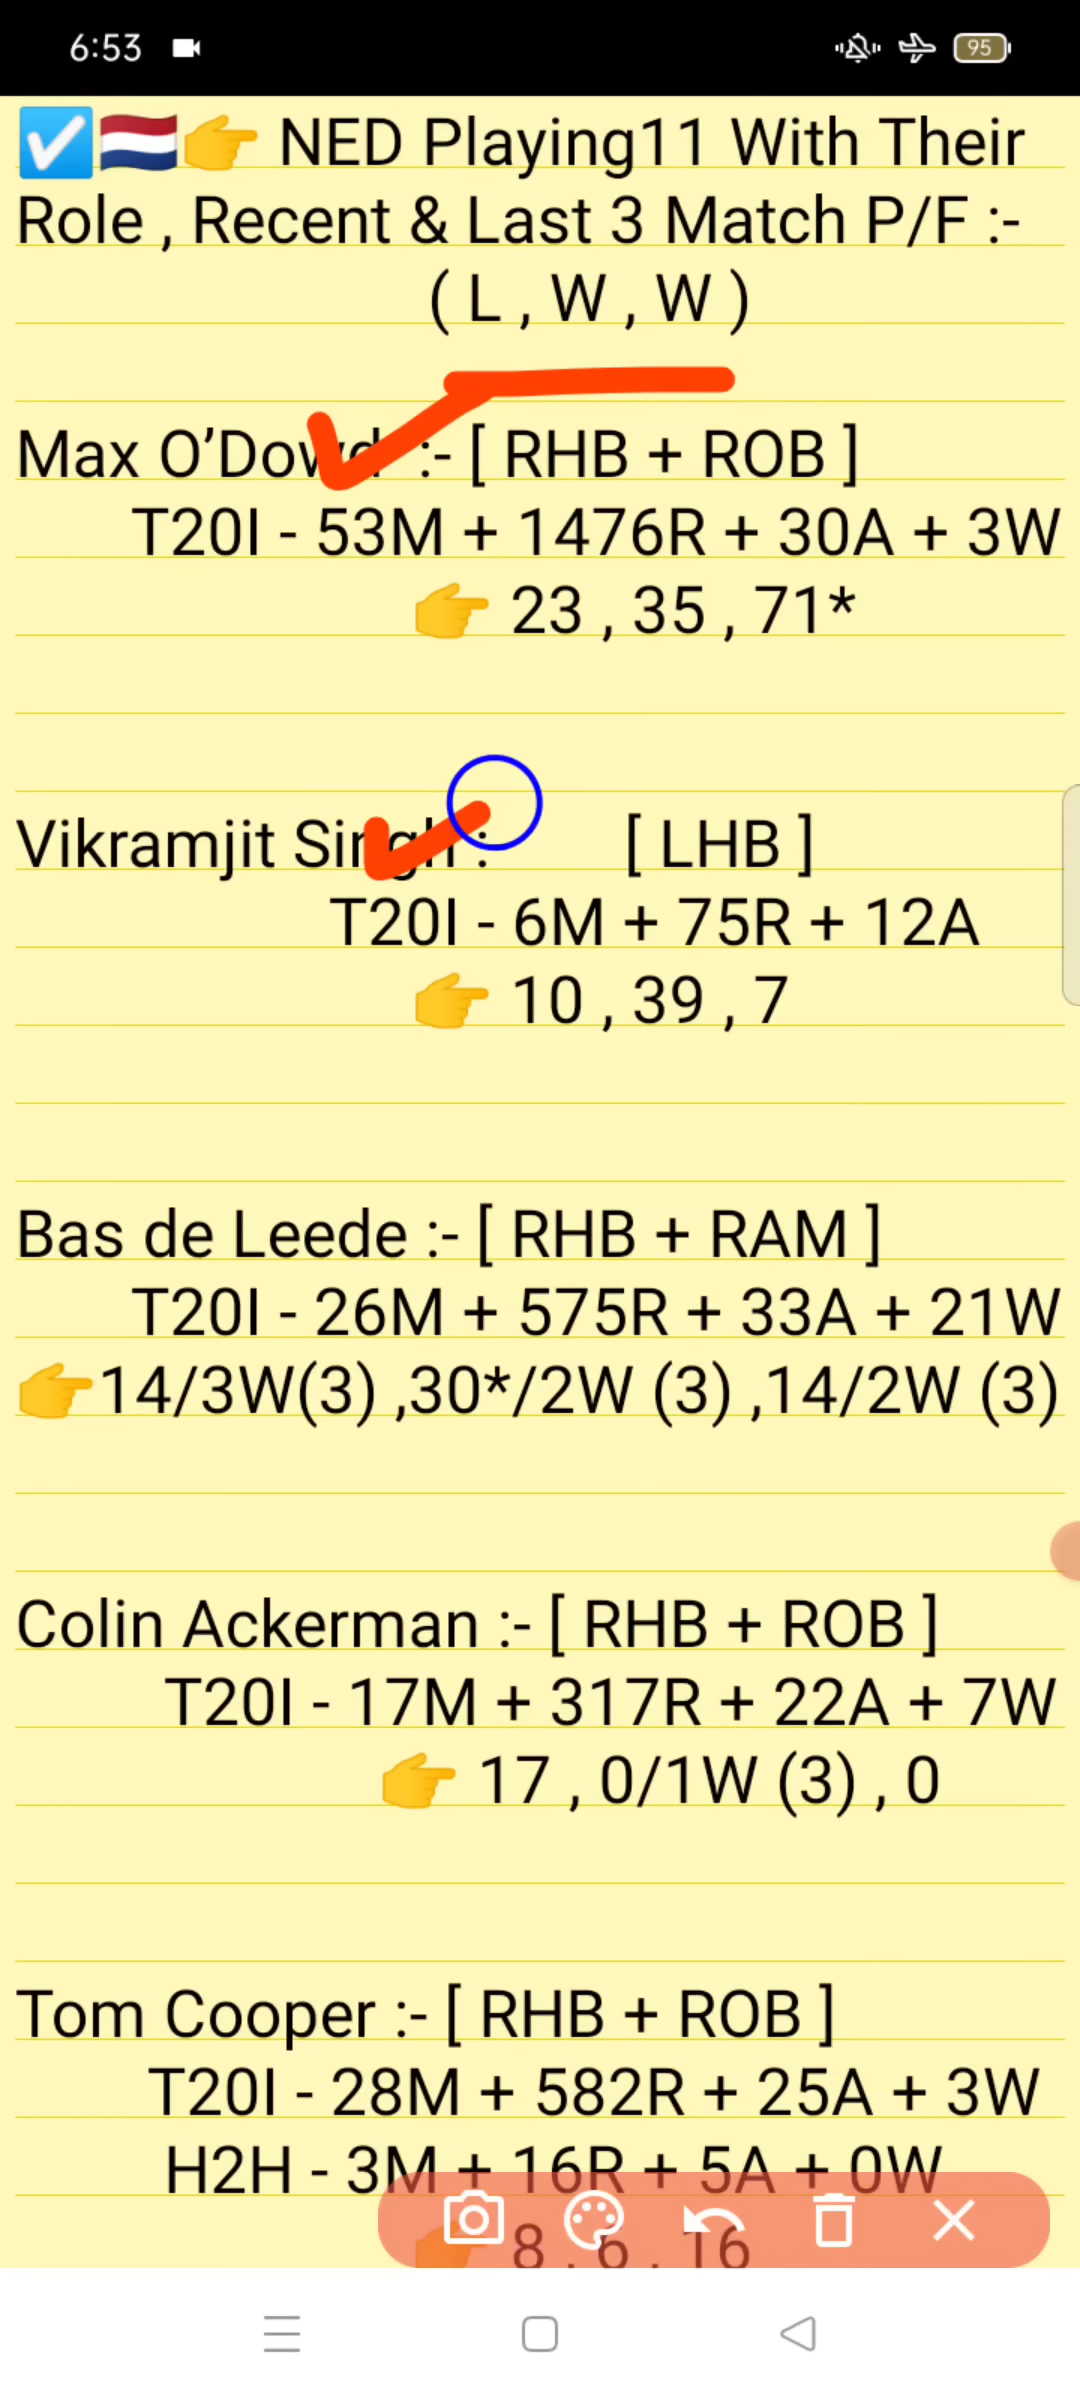 6:53
95
NED Playing11 With Their
Role , Recent & Last 3 Match P/F :-
( L , W , W )
Max O’Dowd :- [ RHB + ROB ]
T20I - 53M + 1476R + 30A + 3W
23 , 35 , 71*
Vikramjit Singh : [ LHB ]
T20I - 6M + 75R + 12A
10 , 39 , 7
Bas de Leede :- [ RHB + RAM ]
T20I - 26M + 575R + 33A + 21W
14/3W(3) ,30*/2W (3) ,14/2W (3)
Colin Ackerman :- [ RHB + ROB ]
T20I - 17M + 317R + 22A + 7W
17 , 0/1W (3) , 0
Tom Cooper :- [ RHB + ROB ]
T20I - 28M + 582R + 25A + 3W
H2H - 3M + 16R + 5A + 0W
8 , 6 , 16